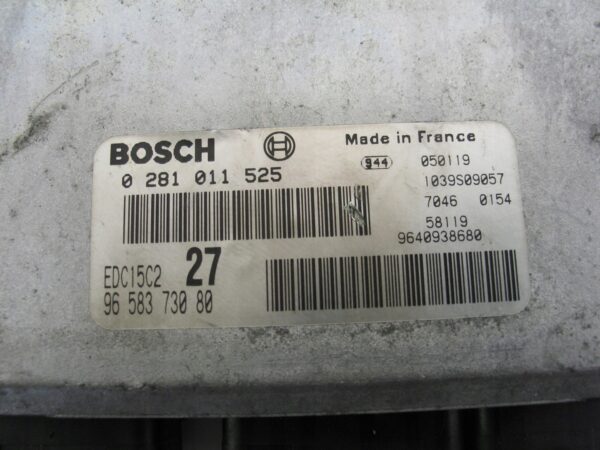 BOSCH
0 281 011 525
EDC15C2 27
96 583 730 80
Made in France
944 050119
1039S09057
7046 0154
58119
9640938680